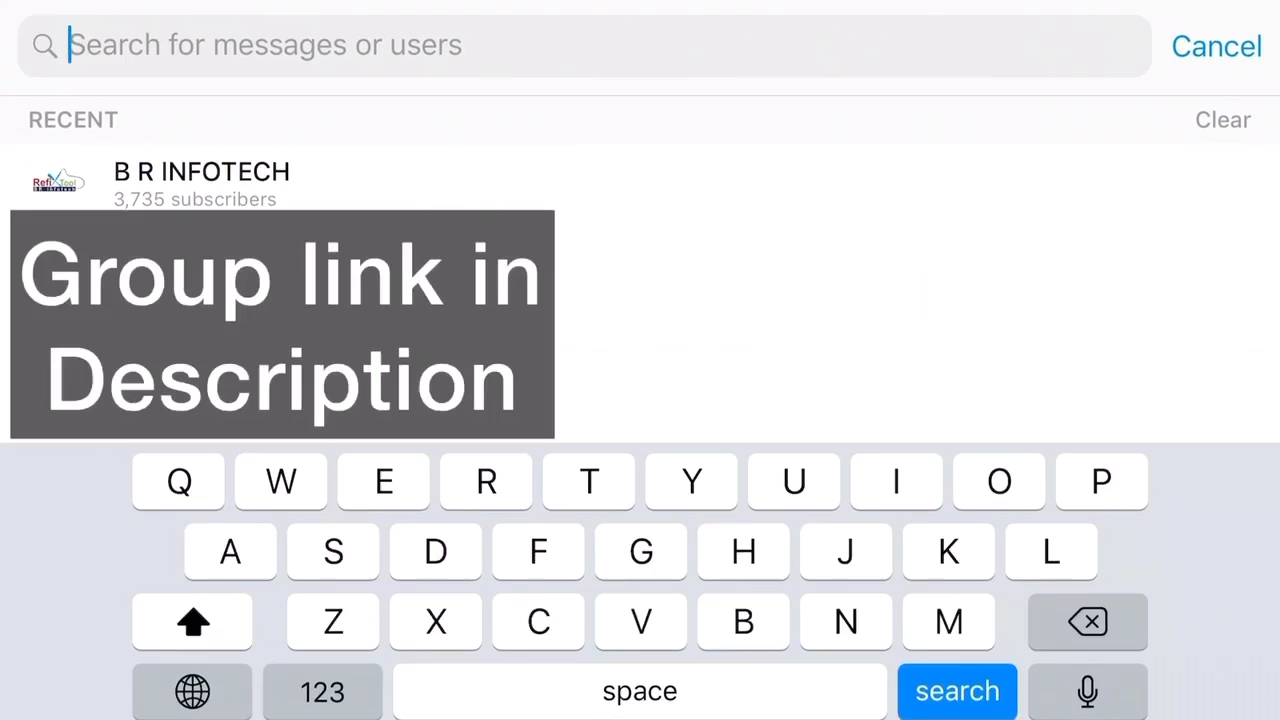 Search for messages or users
Cancel
RECENT
Clear
B R INFOTECH
3,735 subscribers
Group link in
Description
Q W E R T Y U I O P
A S D F G H J K L
Z X C V B N M
123 space search